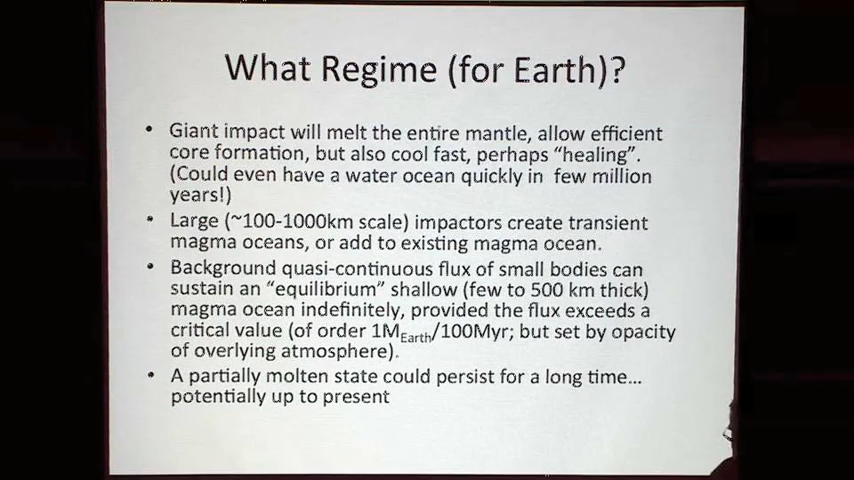 What Regime (for Earth)?
• Giant impact will melt the entire mantle, allow efficient
core formation, but also cool fast, perhaps “healing”.
(Could even have a water ocean quickly in few million
years!)
• Large (~100-1000km scale) impactors create transient
magma oceans, or add to existing magma ocean.
• Background quasi-continuous flux of small bodies can
sustain an “equilibrium” shallow (few to 500 km thick)
magma ocean indefinitely, provided the flux exceeds a
critical value (of order 1M_Earth/100Myr; but set by opacity
of overlying atmosphere).
• A partially molten state could persist for a long time…
potentially up to present